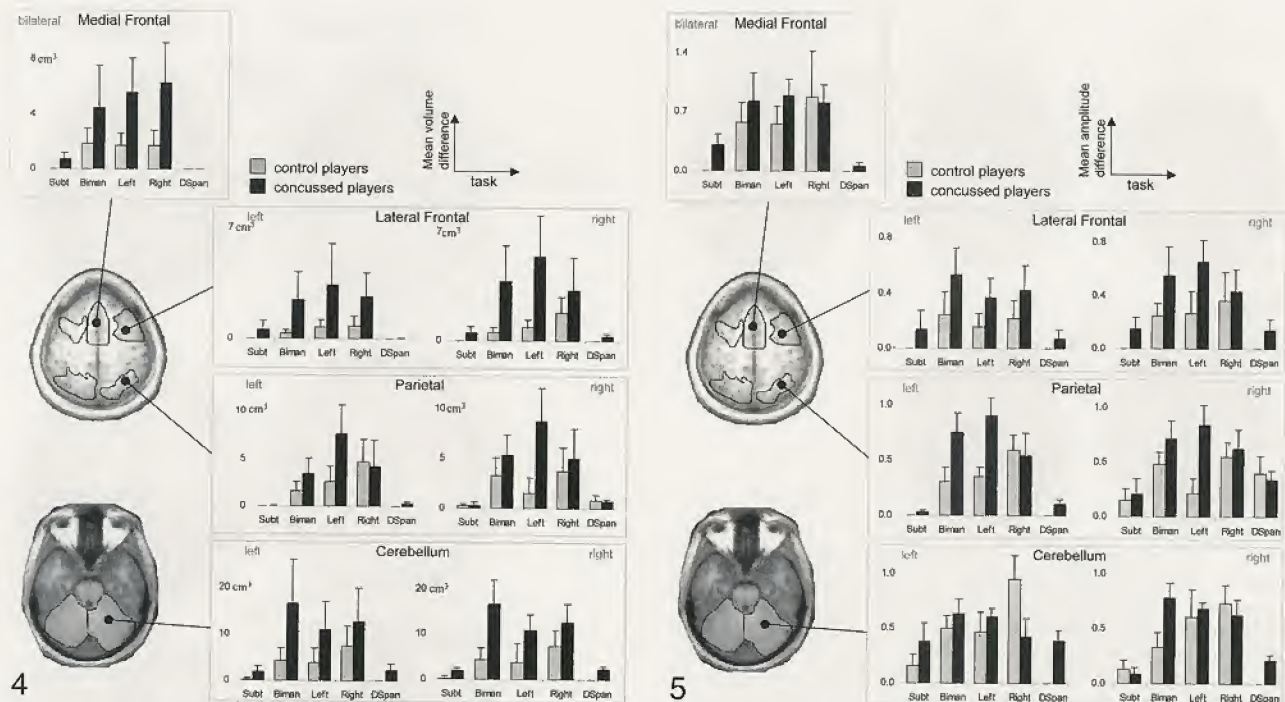 bilateral Medial Frontal
8 cm³
4
0
Subt Biman Left Right DSpan
Mean volume
difference
task
control players
concussed players
left Lateral Frontal right
7 cm³ 7 cm³
0 0
Subt Biman Left Right DSpan Subt Biman Left Right DSpan
left Parietal right
10 cm³ 10 cm³
5 5
0 0
Subt Biman Left Right DSpan Subt Biman Left Right DSpan
left Cerebellum right
20 cm³ 20 cm³
10 10
0 0
Subt Biman Left Right DSpan Subt Biman Left Right DSpan
4
bilateral Medial Frontal
1.4
0.7
0.0
Subt Biman Left Right DSpan
Mean amplitude
difference
task
control players
concussed players
left Lateral Frontal right
0.8 0.8
0.4 0.4
0.0 0.0
Subt Biman Left Right DSpan Subt Biman Left Right DSpan
left Parietal right
1.0 1.0
0.5 0.5
0.0 0.0
Subt Biman Left Right DSpan Subt Biman Left Right DSpan
left Cerebellum right
1.0 1.0
0.5 0.5
0.0 0.0
Subt Biman Left Right DSpan Subt Biman Left Right DSpan
5